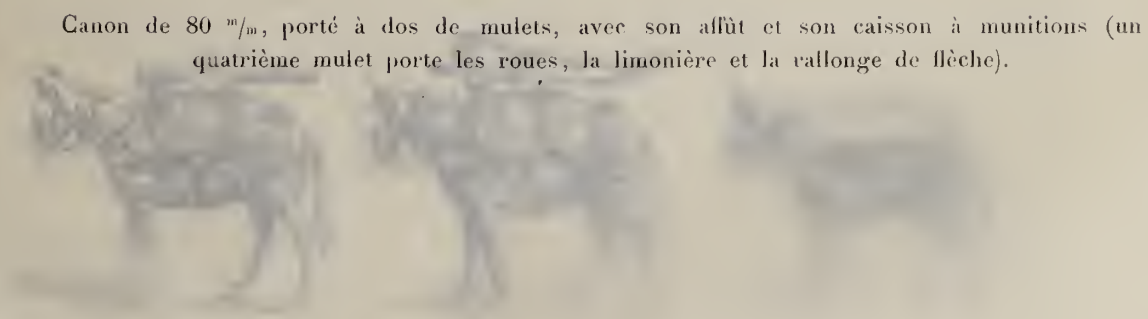 Canon de 80 m/m, porté à dos de mulets, avec son affût et son caisson à munitions (un
quatrième mulet porte les roues, la limonière et la rallonge de flèche).